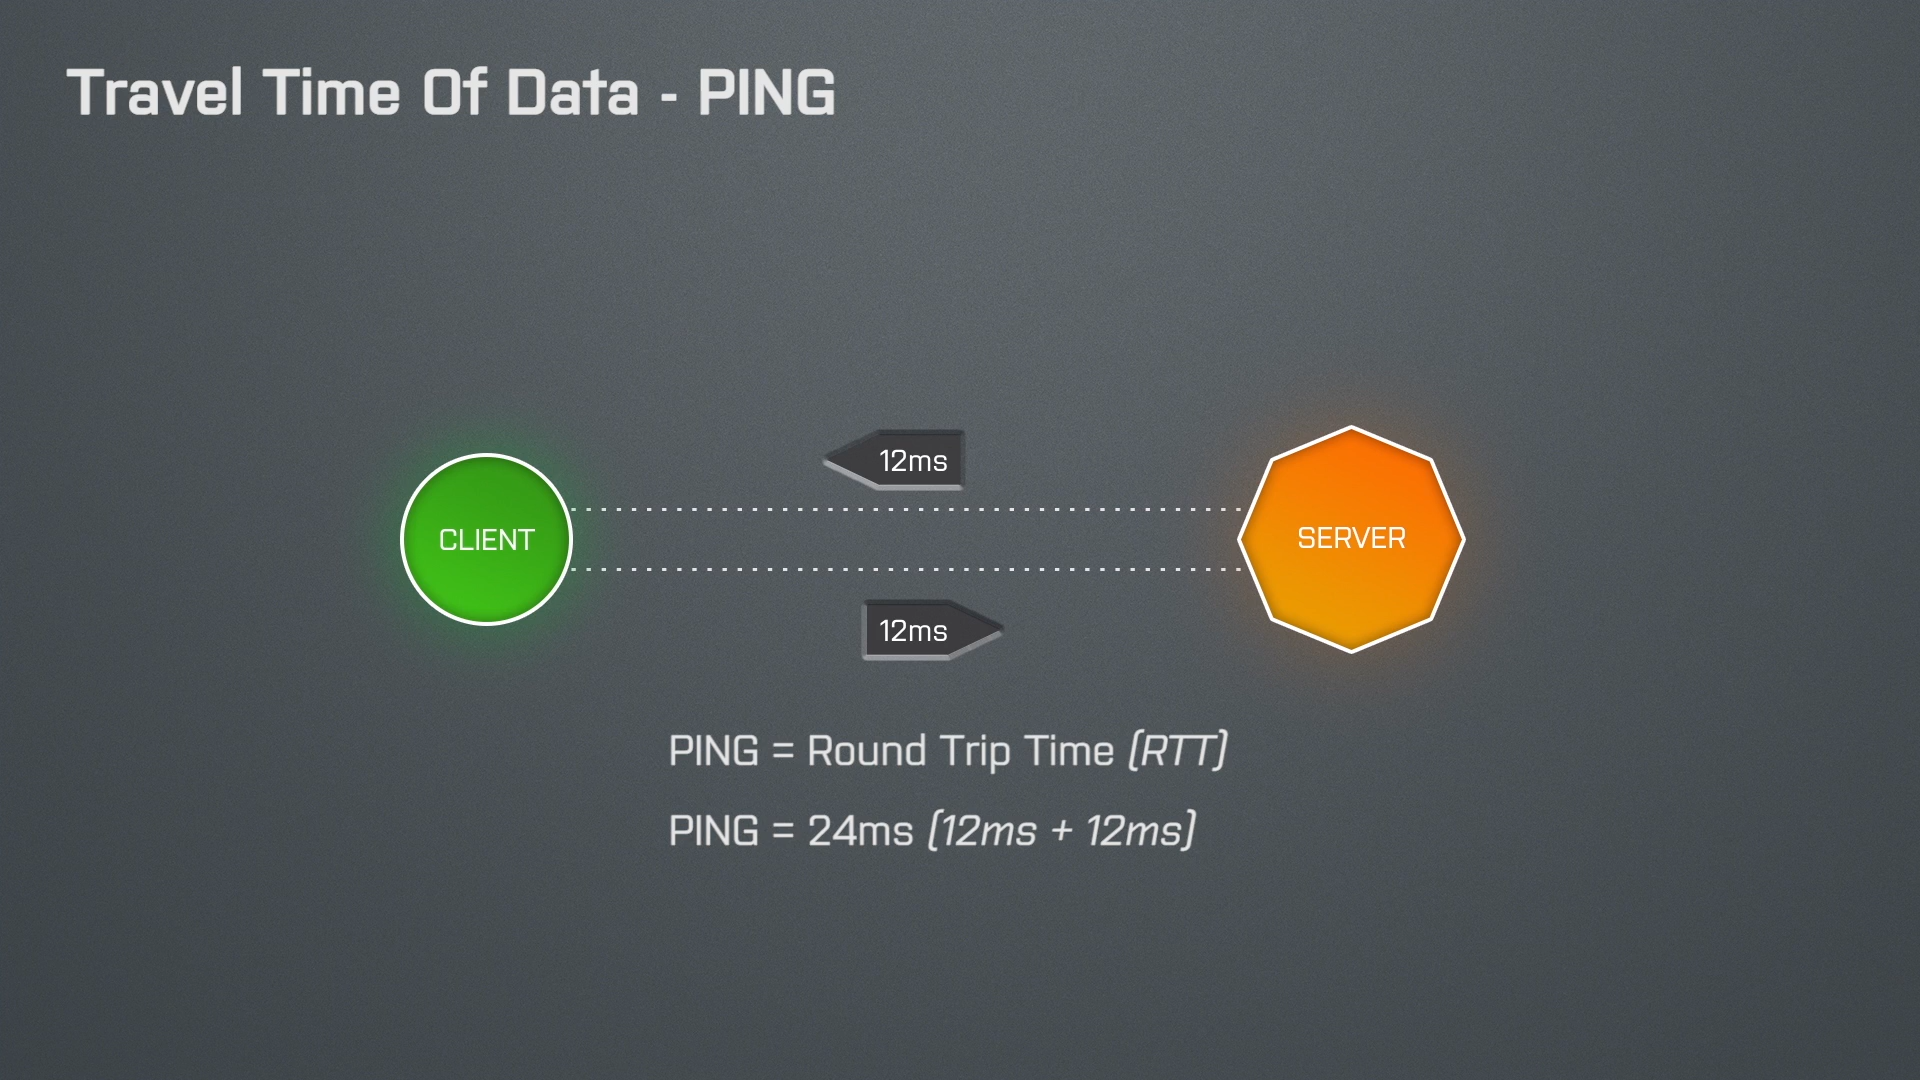 Travel Time Of Data - PING
12ms
CLIENT
SERVER
12ms
PING = Round Trip Time (RTT)
PING = 24ms (12ms + 12ms)